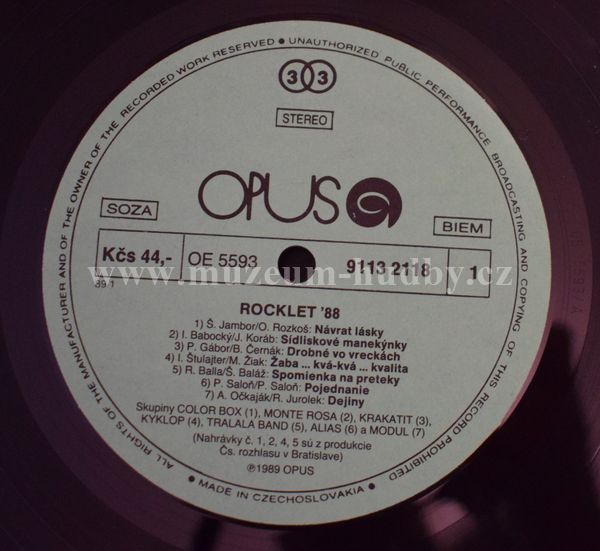 ALL RIGHTS OF THE MANUFACTURER AND OF THE OWNER OF THE RECORDED WORK RESERVED • UNAUTHORIZED PUBLIC PERFORMANCE BROADCASTING AND COPYING OF THIS RECORD PROHIBITED
33
STEREO
OPUS
SOZA
BIEM
Kčs 44,- OE 5593 9113 2118 1
www.muzeum-hudby.cz
89/1
ROCKLET '88
1) Š. Jambor/O. Rozkoš: Návrat lásky
2) I. Babocký/J. Koráb: Sídliskové manekýnky
3) P. Gábor/B. Černák: Drobné vo vreckách
4) I. Štulajter/M. Žiak: Žaba ... kvá-kvá ... kvalita
5) R. Balla/Š. Baláž: Spomienka na preteky
6) P. Saloň/P. Saloň: Pojednanie
7) A. Očkaják/R. Jurolek: Dejiny
Skupiny COLOR BOX (1), MONTE ROSA (2), KRAKATIT (3),
KYKLOP (4), TRALALA BAND (5), ALIAS (6) a MODUL (7)
(Nahrávky č. 1, 2, 4, 5 sú z produkcie
Čs. rozhlasu v Bratislave)
℗1989 OPUS
• MADE IN CZECHOSLOVAKIA •